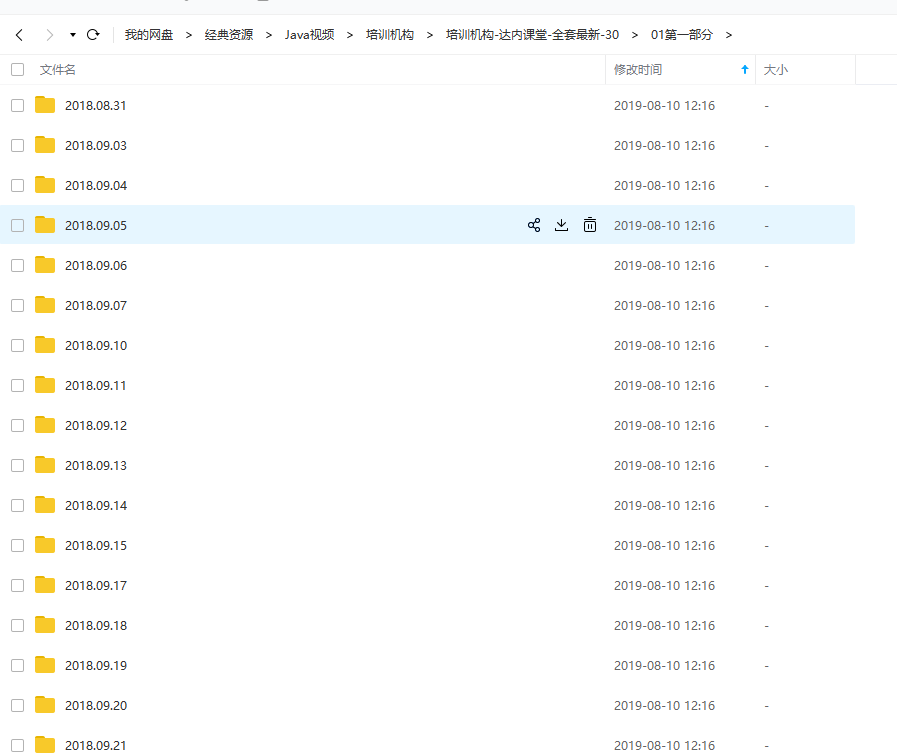 我的网盘 > 经典资源 > Java视频 > 培训机构 > 培训机构-达内课堂-全套最新-30 > 01第一部分 >
文件名 修改时间 大小
2018.08.31 2019-08-10 12:16 -
2018.09.03 2019-08-10 12:16 -
2018.09.04 2019-08-10 12:16 -
2018.09.05 2019-08-10 12:16 -
2018.09.06 2019-08-10 12:16 -
2018.09.07 2019-08-10 12:16 -
2018.09.10 2019-08-10 12:16 -
2018.09.11 2019-08-10 12:16 -
2018.09.12 2019-08-10 12:16 -
2018.09.13 2019-08-10 12:16 -
2018.09.14 2019-08-10 12:16 -
2018.09.15 2019-08-10 12:16 -
2018.09.17 2019-08-10 12:16 -
2018.09.18 2019-08-10 12:16 -
2018.09.19 2019-08-10 12:16 -
2018.09.20 2019-08-10 12:16 -
2018.09.21 2019-08-10 12:16 -